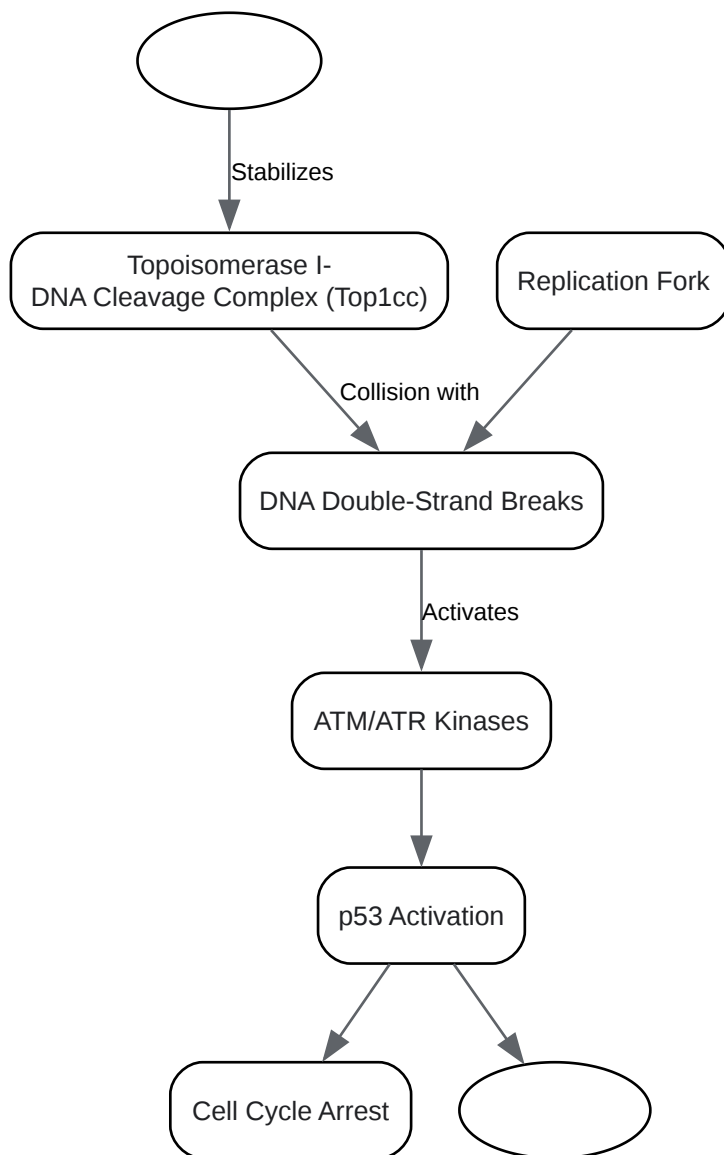 Stabilizes
Topoisomerase I-
DNA Cleavage Complex (Top1cc)
Replication Fork
Collision with
DNA Double-Strand Breaks
Activates
ATM/ATR Kinases
p53 Activation
Cell Cycle Arrest